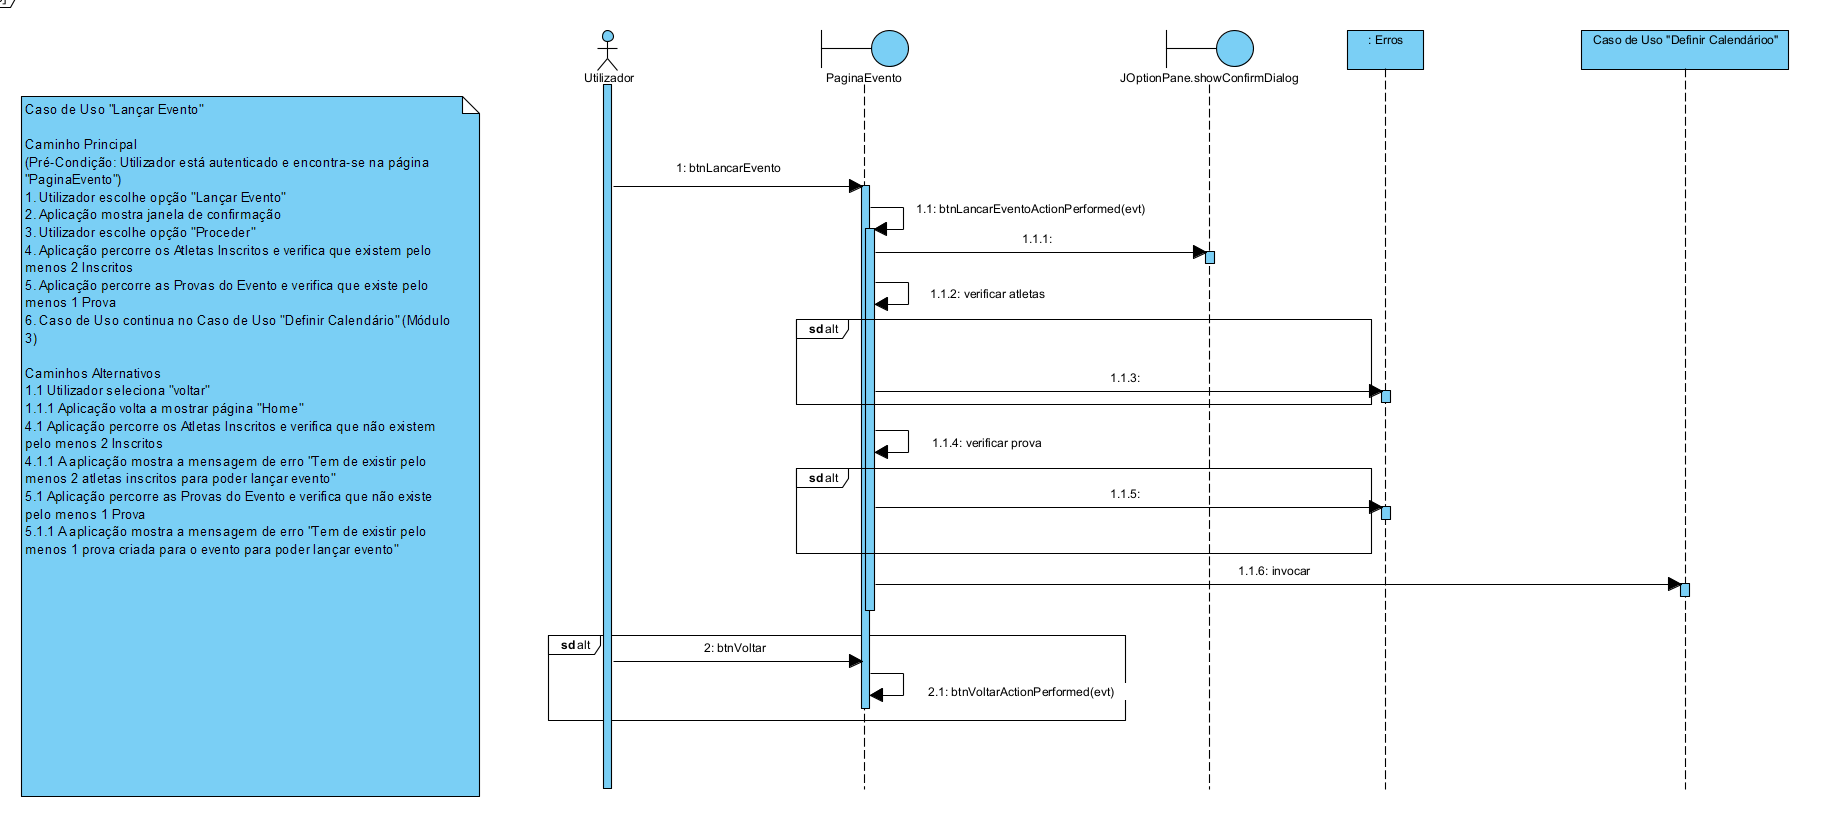 Caso de Uso "Lançar Evento"
Caminho Principal
(Pré-Condição: Utilizador está autenticado e encontra-se na página
"PaginaEvento")
1. Utilizador escolhe opção "Lançar Evento"
2. Aplicação mostra janela de confirmação
3. Utilizador escolhe opção "Proceder"
4. Aplicação percorre os Atletas Inscritos e verifica que existem pelo
menos 2 Inscritos
5. Aplicação percorre as Provas do Evento e verifica que existe pelo
menos 1 Prova
6. Caso de Uso continua no Caso de Uso "Definir Calendário" (Módulo
3)
Caminhos Alternativos
1.1 Utilizador seleciona "voltar"
1.1.1 Aplicação volta a mostrar página "Home"
4.1 Aplicação percorre os Atletas Inscritos e verifica que não existem
pelo menos 2 Inscritos
4.1.1 A aplicação mostra a mensagem de erro "Tem de existir pelo
menos 2 atletas inscritos para poder lançar evento"
5.1 Aplicação percorre as Provas do Evento e verifica que não existe
pelo menos 1 Prova
5.1.1 A aplicação mostra a mensagem de erro "Tem de existir pelo
menos 1 prova criada para o evento para poder lançar evento"
Utilizador
PaginaEvento
JOptionPane.showConfirmDialog
: Erros
Caso de Uso "Definir Calendárioo"
1: btnLancarEvento
1.1: btnLancarEventoActionPerformed(evt)
1.1.1:
1.1.2: verificar atletas
sd alt
1.1.3:
1.1.4: verificar prova
sd alt
1.1.5:
1.1.6: invocar
sd alt
2: btnVoltar
2.1: btnVoltarActionPerformed(evt)